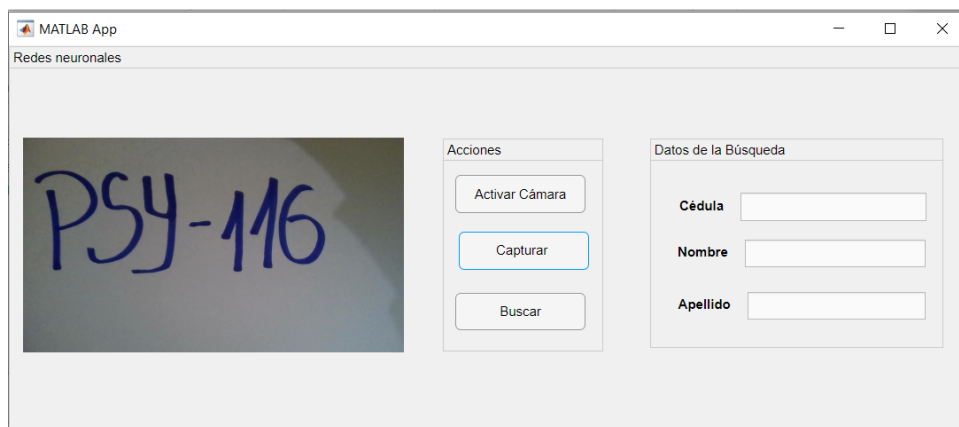 MATLAB App
Redes neuronales
PSY-116
Acciones
Activar Cámara
Capturar
Buscar
Datos de la Búsqueda
Cédula
Nombre
Apellido